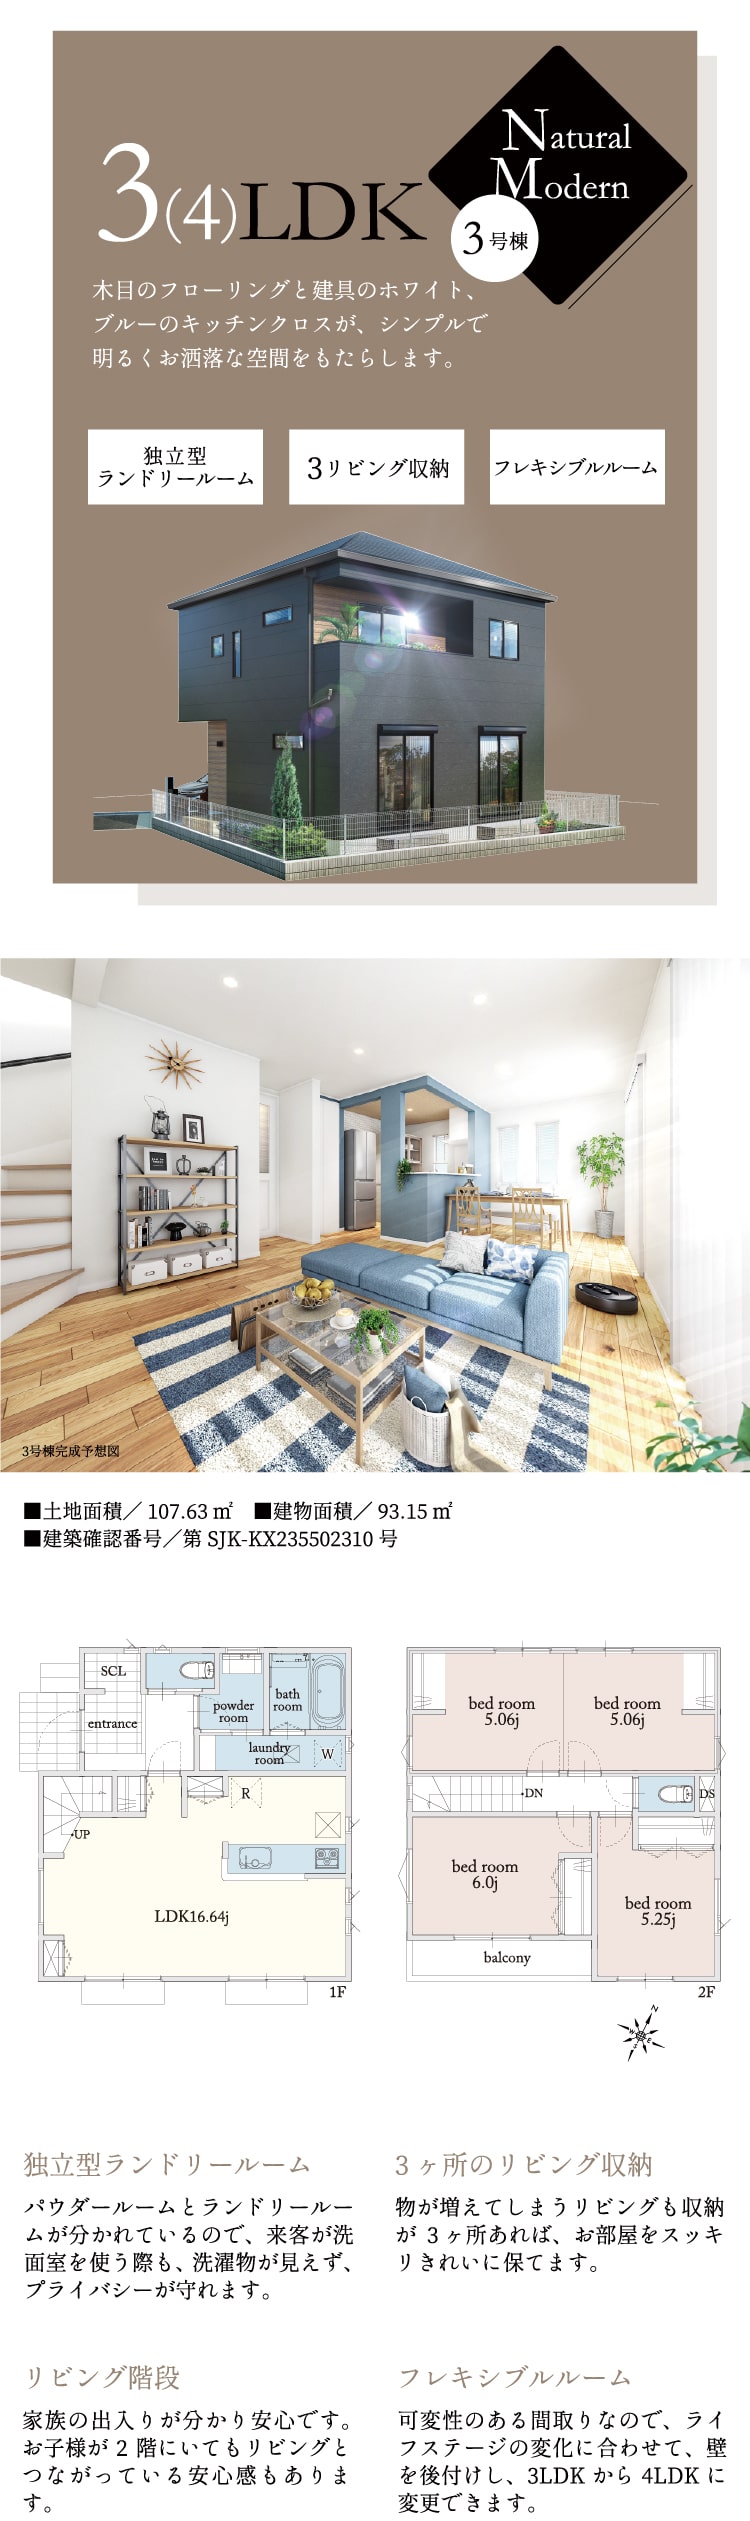 Natural
Modern
3(4)LDK
3号棟
木目のフローリングと建具のホワイト、
ブルーのキッチンクロスが、シンプルで
明るくお洒落な空間をもたらします。
独立型
ランドリールーム
3リビング収納
フレキシブルルーム
3号棟完成予想図
■土地面積／107.63㎡　■建物面積／93.15㎡
■建築確認番号／第 SJK-KX235502310 号
SCL
entrance
powder
room
bath
room
laundry
room
W
R
UP
LDK16.64j
1F
bed room
5.06j
bed room
5.06j
DN
DS
bed room
6.0j
bed room
5.25j
balcony
2F
N
W
E
S
独立型ランドリールーム
パウダールームとランドリールー
ムが分かれているので、来客が洗
面室を使う際も、洗濯物が見えず、
プライバシーが守れます。
3ヶ所のリビング収納
物が増えてしまうリビングも収納
が 3ヶ所あれば、お部屋をスッキ
リきれいに保てます。
リビング階段
家族の出入りが分かり安心です。
お子様が 2 階にいてもリビングと
つながっている安心感もありま
す。
フレキシブルルーム
可変性のある間取りなので、ライ
フステージの変化に合わせて、壁
を後付けし、3LDK から 4LDK に
変更できます。